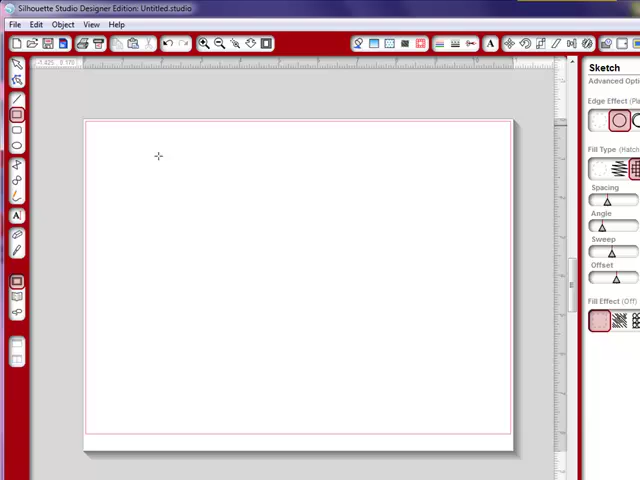 Silhouette Studio Designer Edition: Untitled.studio
File Edit Object View Help
Sketch
Advanced Opti
Edge Effect (Pla
Fill Type (Hatch
Spacing
Angle
Sweep
Offset
Fill Effect (Off)